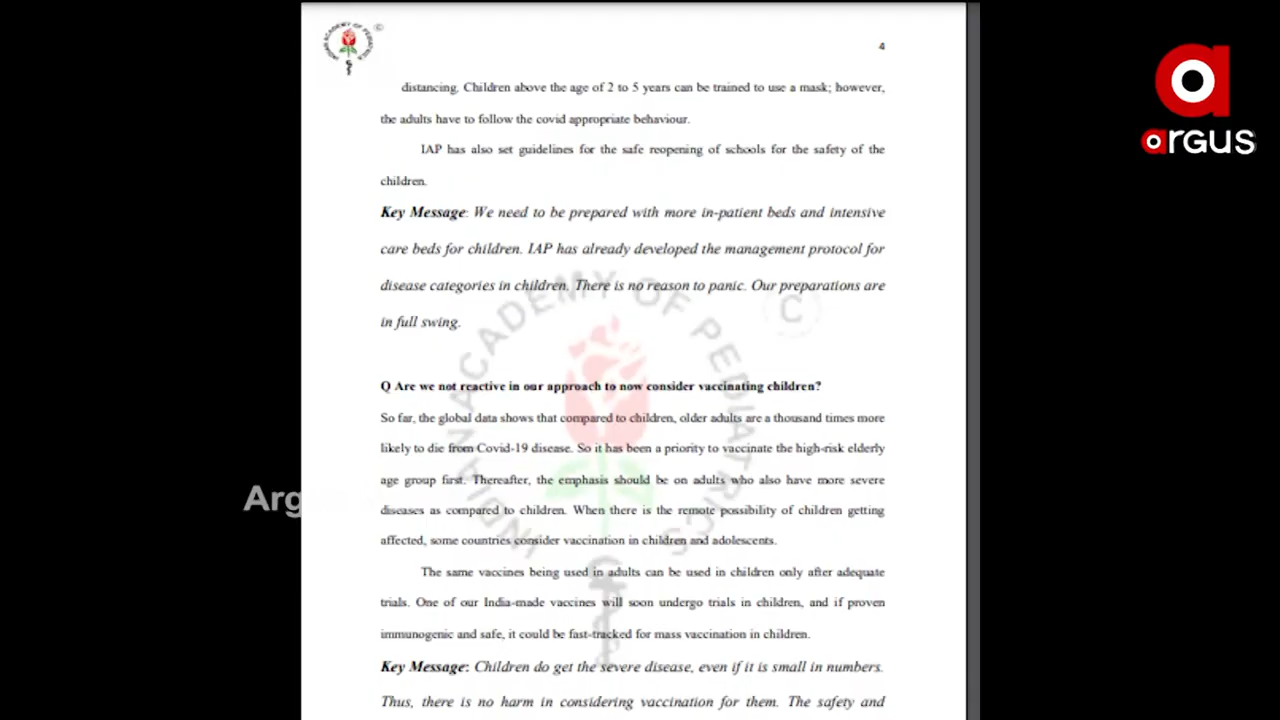 INDIAN ACADEMY OF PEDIATRICS
©
4
argus
distancing. Children above the age of 2 to 5 years can be trained to use a mask; however,
the adults have to follow the covid appropriate behaviour.
IAP has also set guidelines for the safe reopening of schools for the safety of the
children.
Key Message: We need to be prepared with more in-patient beds and intensive
care beds for children. IAP has already developed the management protocol for
disease categories in children. There is no reason to panic. Our preparations are
in full swing.
INDIAN ACADEMY OF PEDIATRICS
©
Q Are we not reactive in our approach to now consider vaccinating children?
So far, the global data shows that compared to children, older adults are a thousand times more
likely to die from Covid-19 disease. So it has been a priority to vaccinate the high-risk elderly
age group first. Thereafter, the emphasis should be on adults who also have more severe
Arg
diseases as compared to children. When there is the remote possibility of children getting
affected, some countries consider vaccination in children and adolescents.
The same vaccines being used in adults can be used in children only after adequate
trials. One of our India-made vaccines will soon undergo trials in children, and if proven
immunogenic and safe, it could be fast-tracked for mass vaccination in children.
Key Message: Children do get the severe disease, even if it is small in numbers.
Thus, there is no harm in considering vaccination for them. The safety and